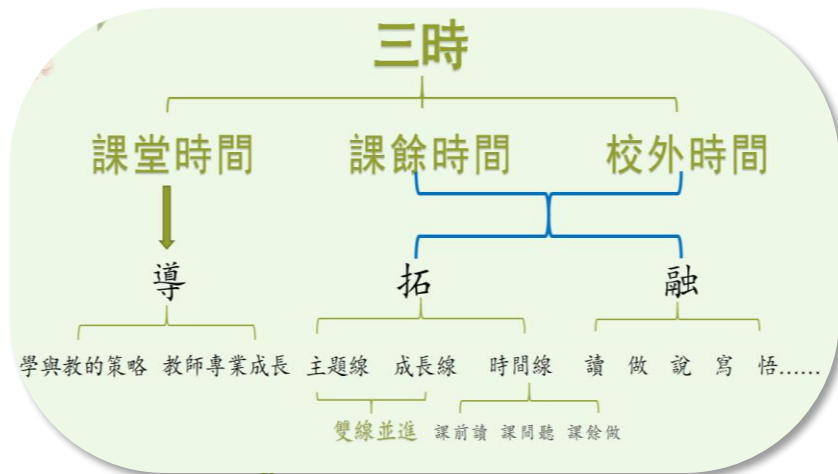 三時
課堂時間 課餘時間 校外時間
導 拓 融
學與教的策略 教師專業成長 主題線 成長線 時間線 讀 做 說 寫 悟......
雙線並進 課前讀 課間聽 課餘做